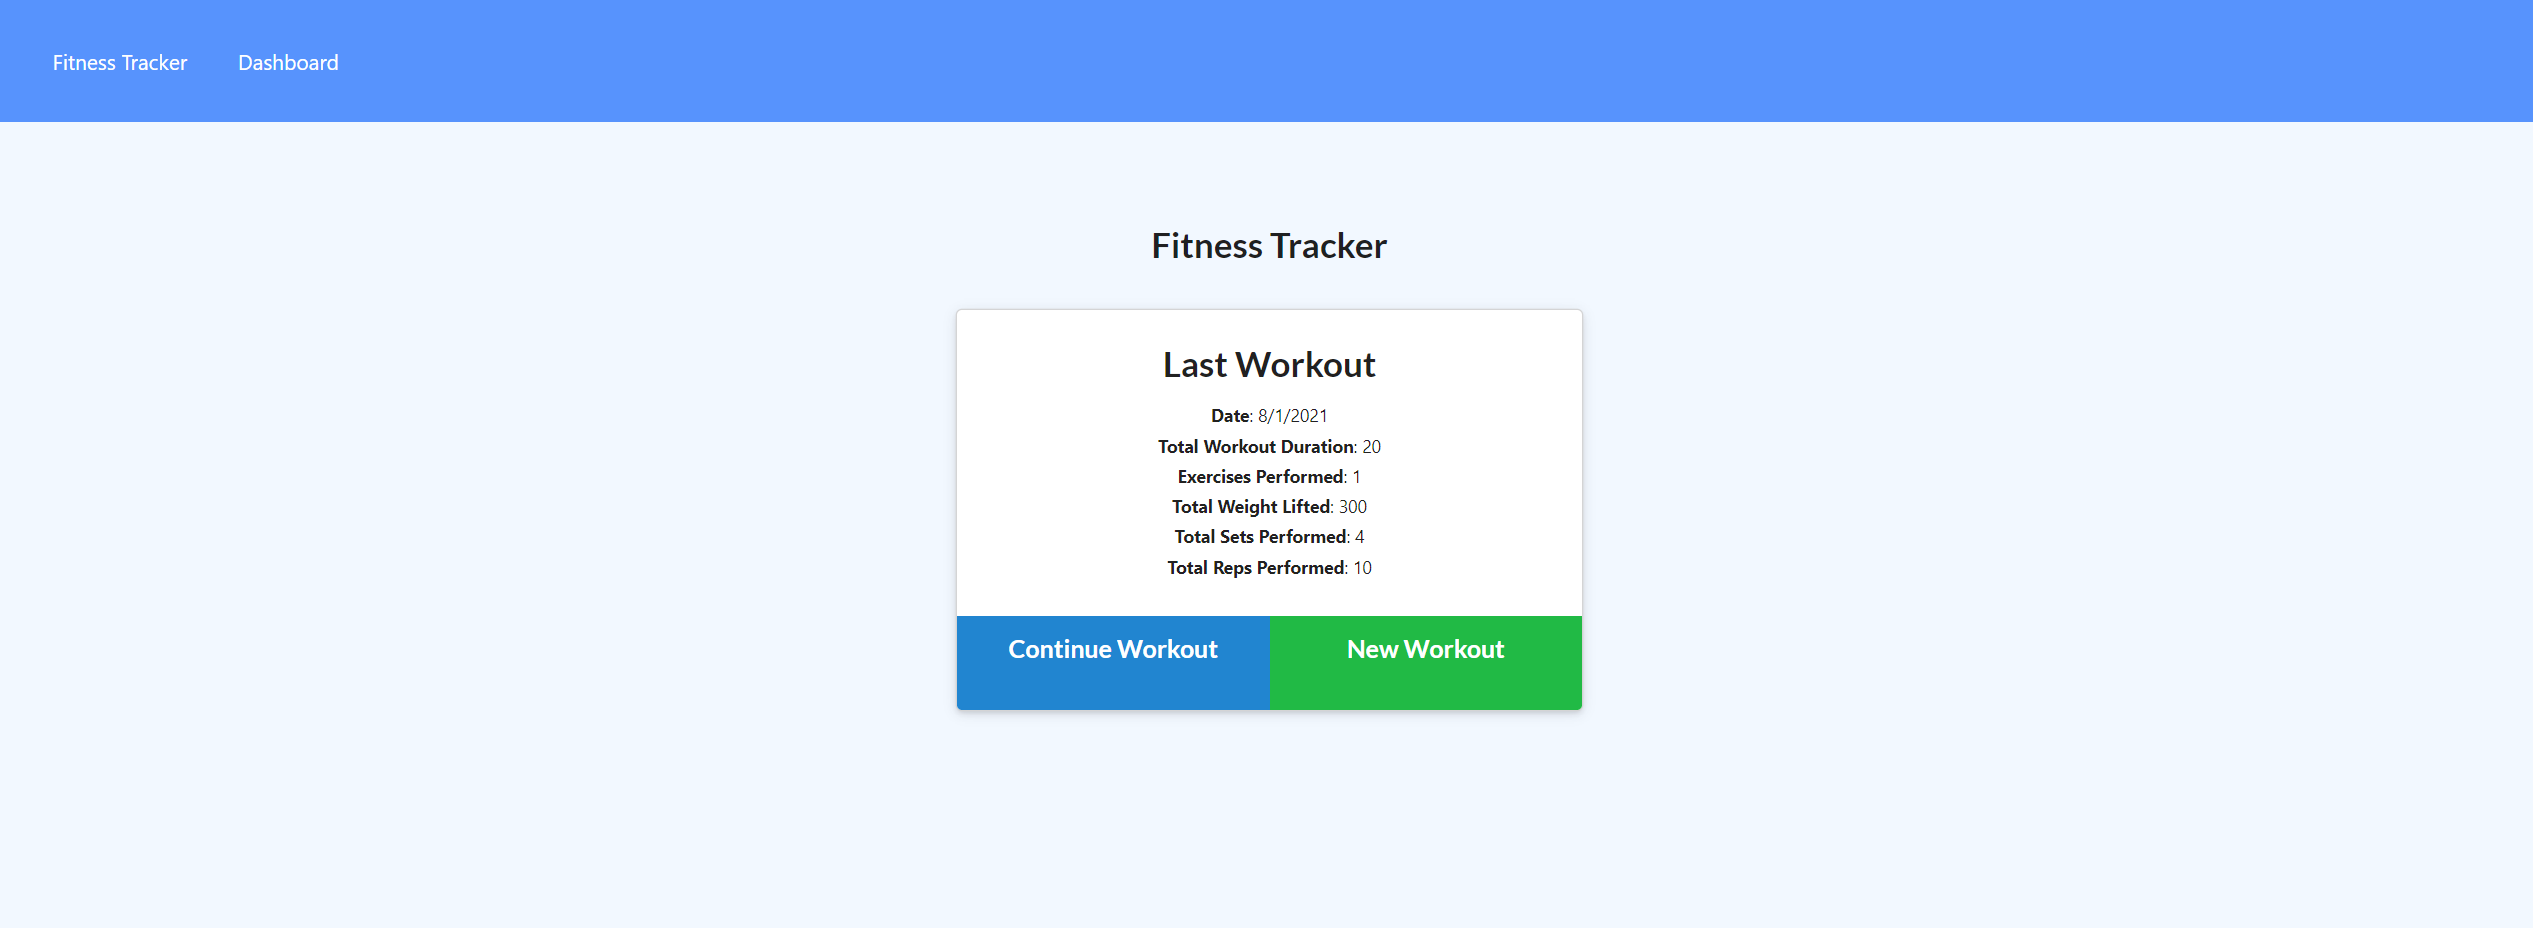 Fitness Tracker Dashboard
Fitness Tracker
Last Workout
Date: 8/1/2021
Total Workout Duration: 20
Exercises Performed: 1
Total Weight Lifted: 300
Total Sets Performed: 4
Total Reps Performed: 10
Continue Workout New Workout